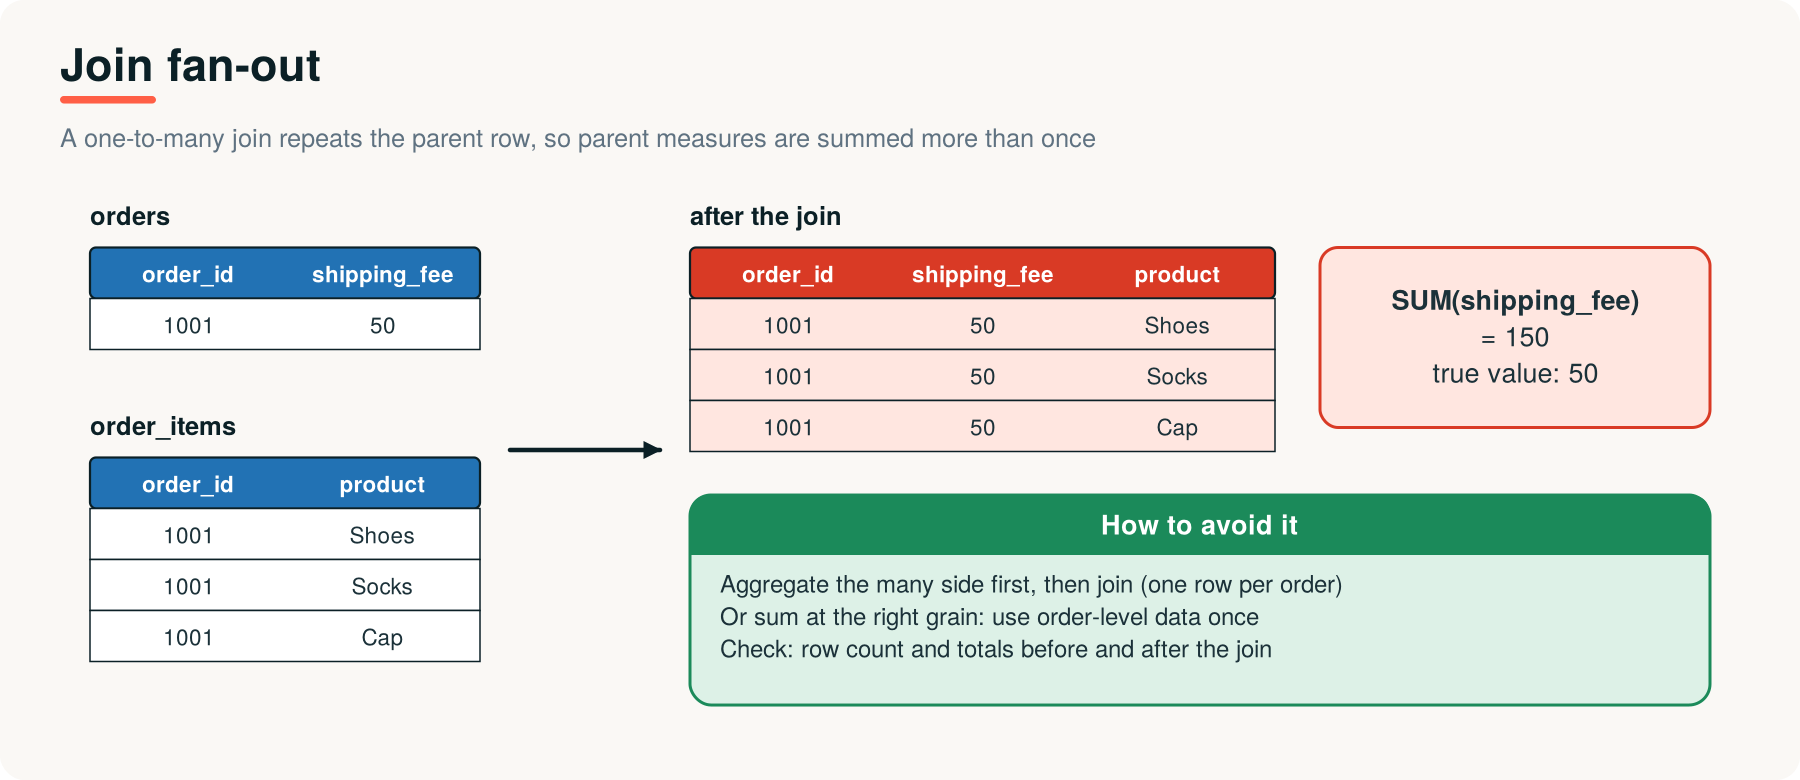 Join fan-out
A one-to-many join repeats the parent row, so parent measures are summed more than once
orders
order_id shipping_fee
1001 50
order_items
order_id product
1001 Shoes
1001 Socks
1001 Cap
after the join
order_id shipping_fee product
1001 50 Shoes
1001 50 Socks
1001 50 Cap
SUM(shipping_fee)
= 150
true value: 50
How to avoid it
Aggregate the many side first, then join (one row per order)
Or sum at the right grain: use order-level data once
Check: row count and totals before and after the join